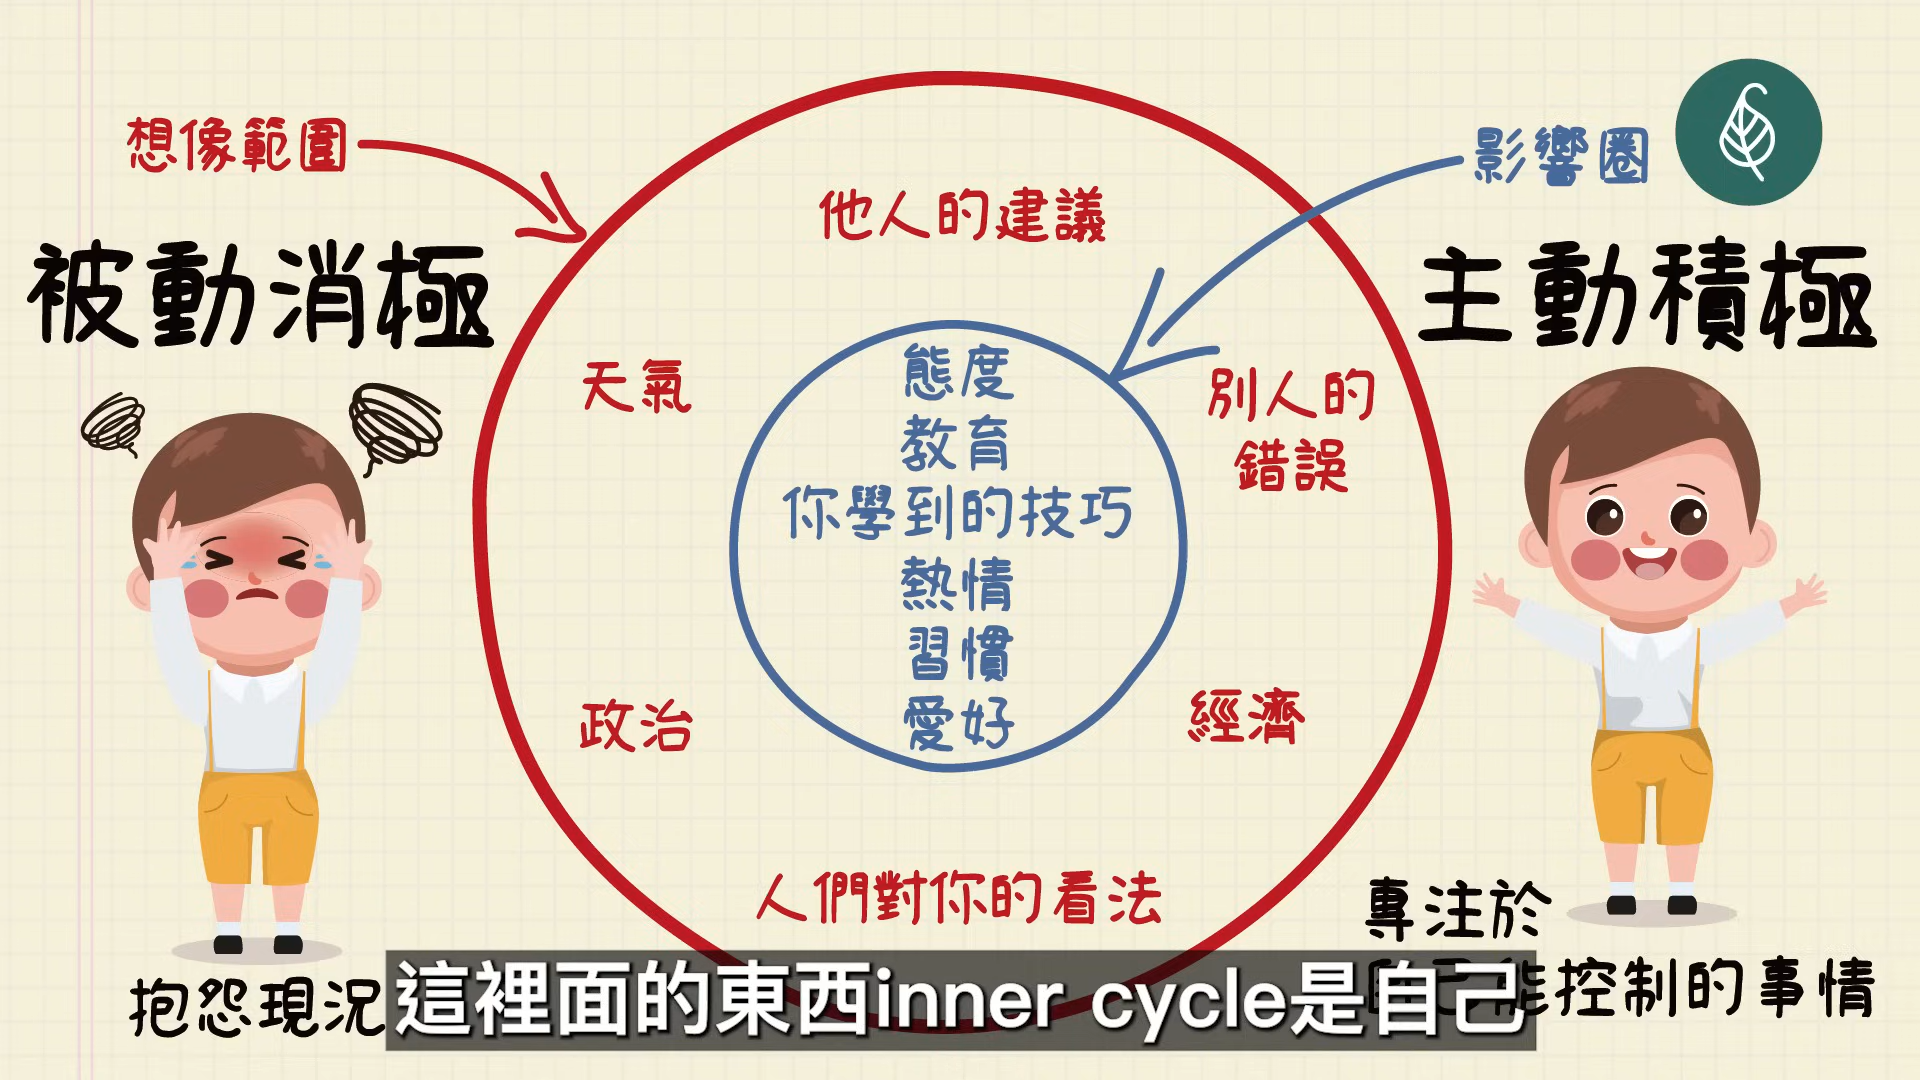 想像範圍
影響圈
被動消極
主動積極
他人的建議
天氣
別人的
錯誤
態度
教育
你學到的技巧
熱情
習慣
愛好
政治
經濟
人們對你的看法
抱怨現況
專注於
自己能控制的事情
這裡面的東西inner cycle是自己